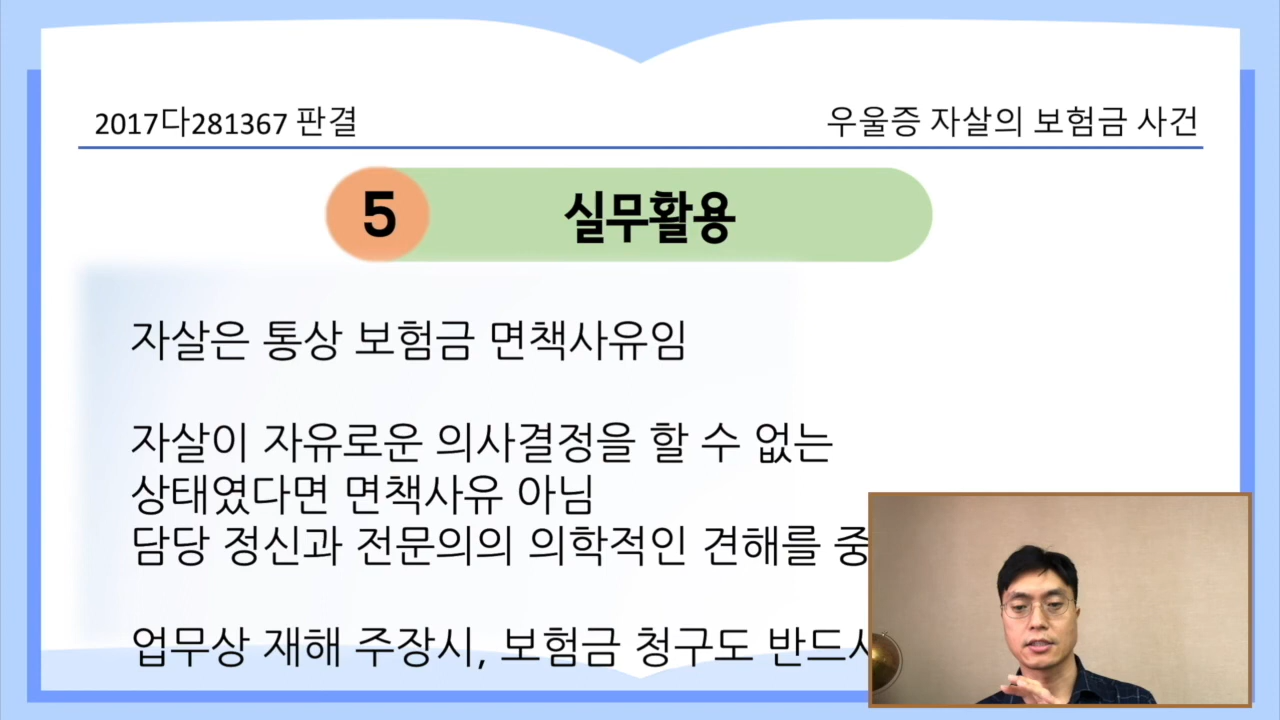 2017다281367 판결
우울증 자살의 보험금 사건
5 실무활용
자살은 통상 보험금 면책사유임
자살이 자유로운 의사결정을 할 수 없는
상태였다면 면책사유 아님
담당 정신과 전문의의 의학적인 견해를
업무상 재해 주장시, 보험금 청구도